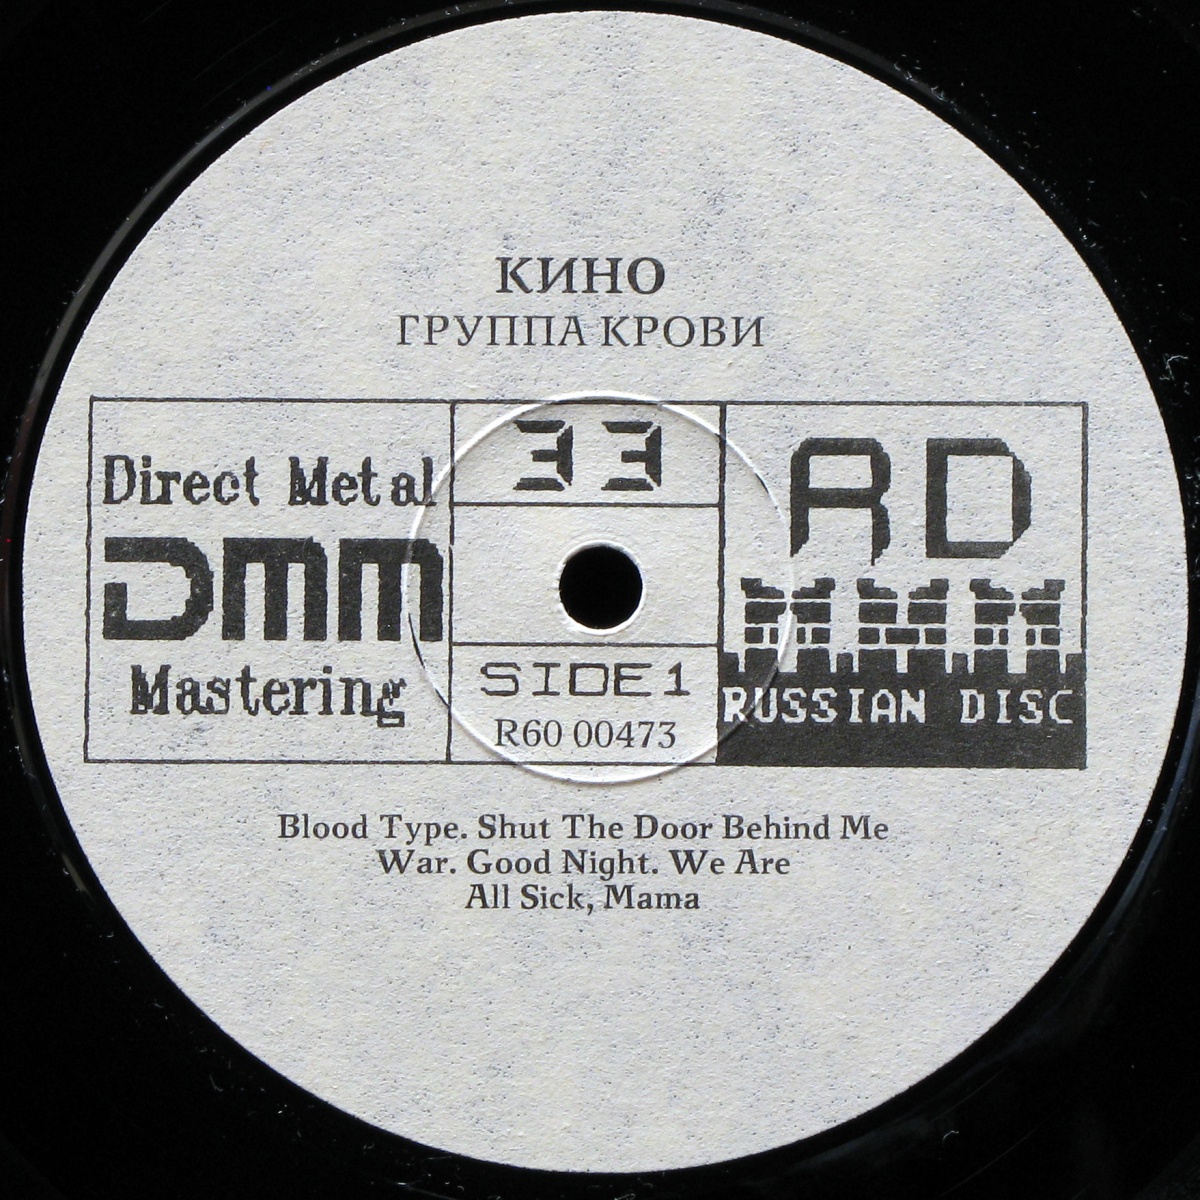 КИНО
ГРУППА КРОВИ
Direct Metal
DMM
Mastering
33
SIDE 1
R60 00473
RD
RUSSIAN DISC
Blood Type. Shut The Door Behind Me
War. Good Night. We Are
All Sick, Mama